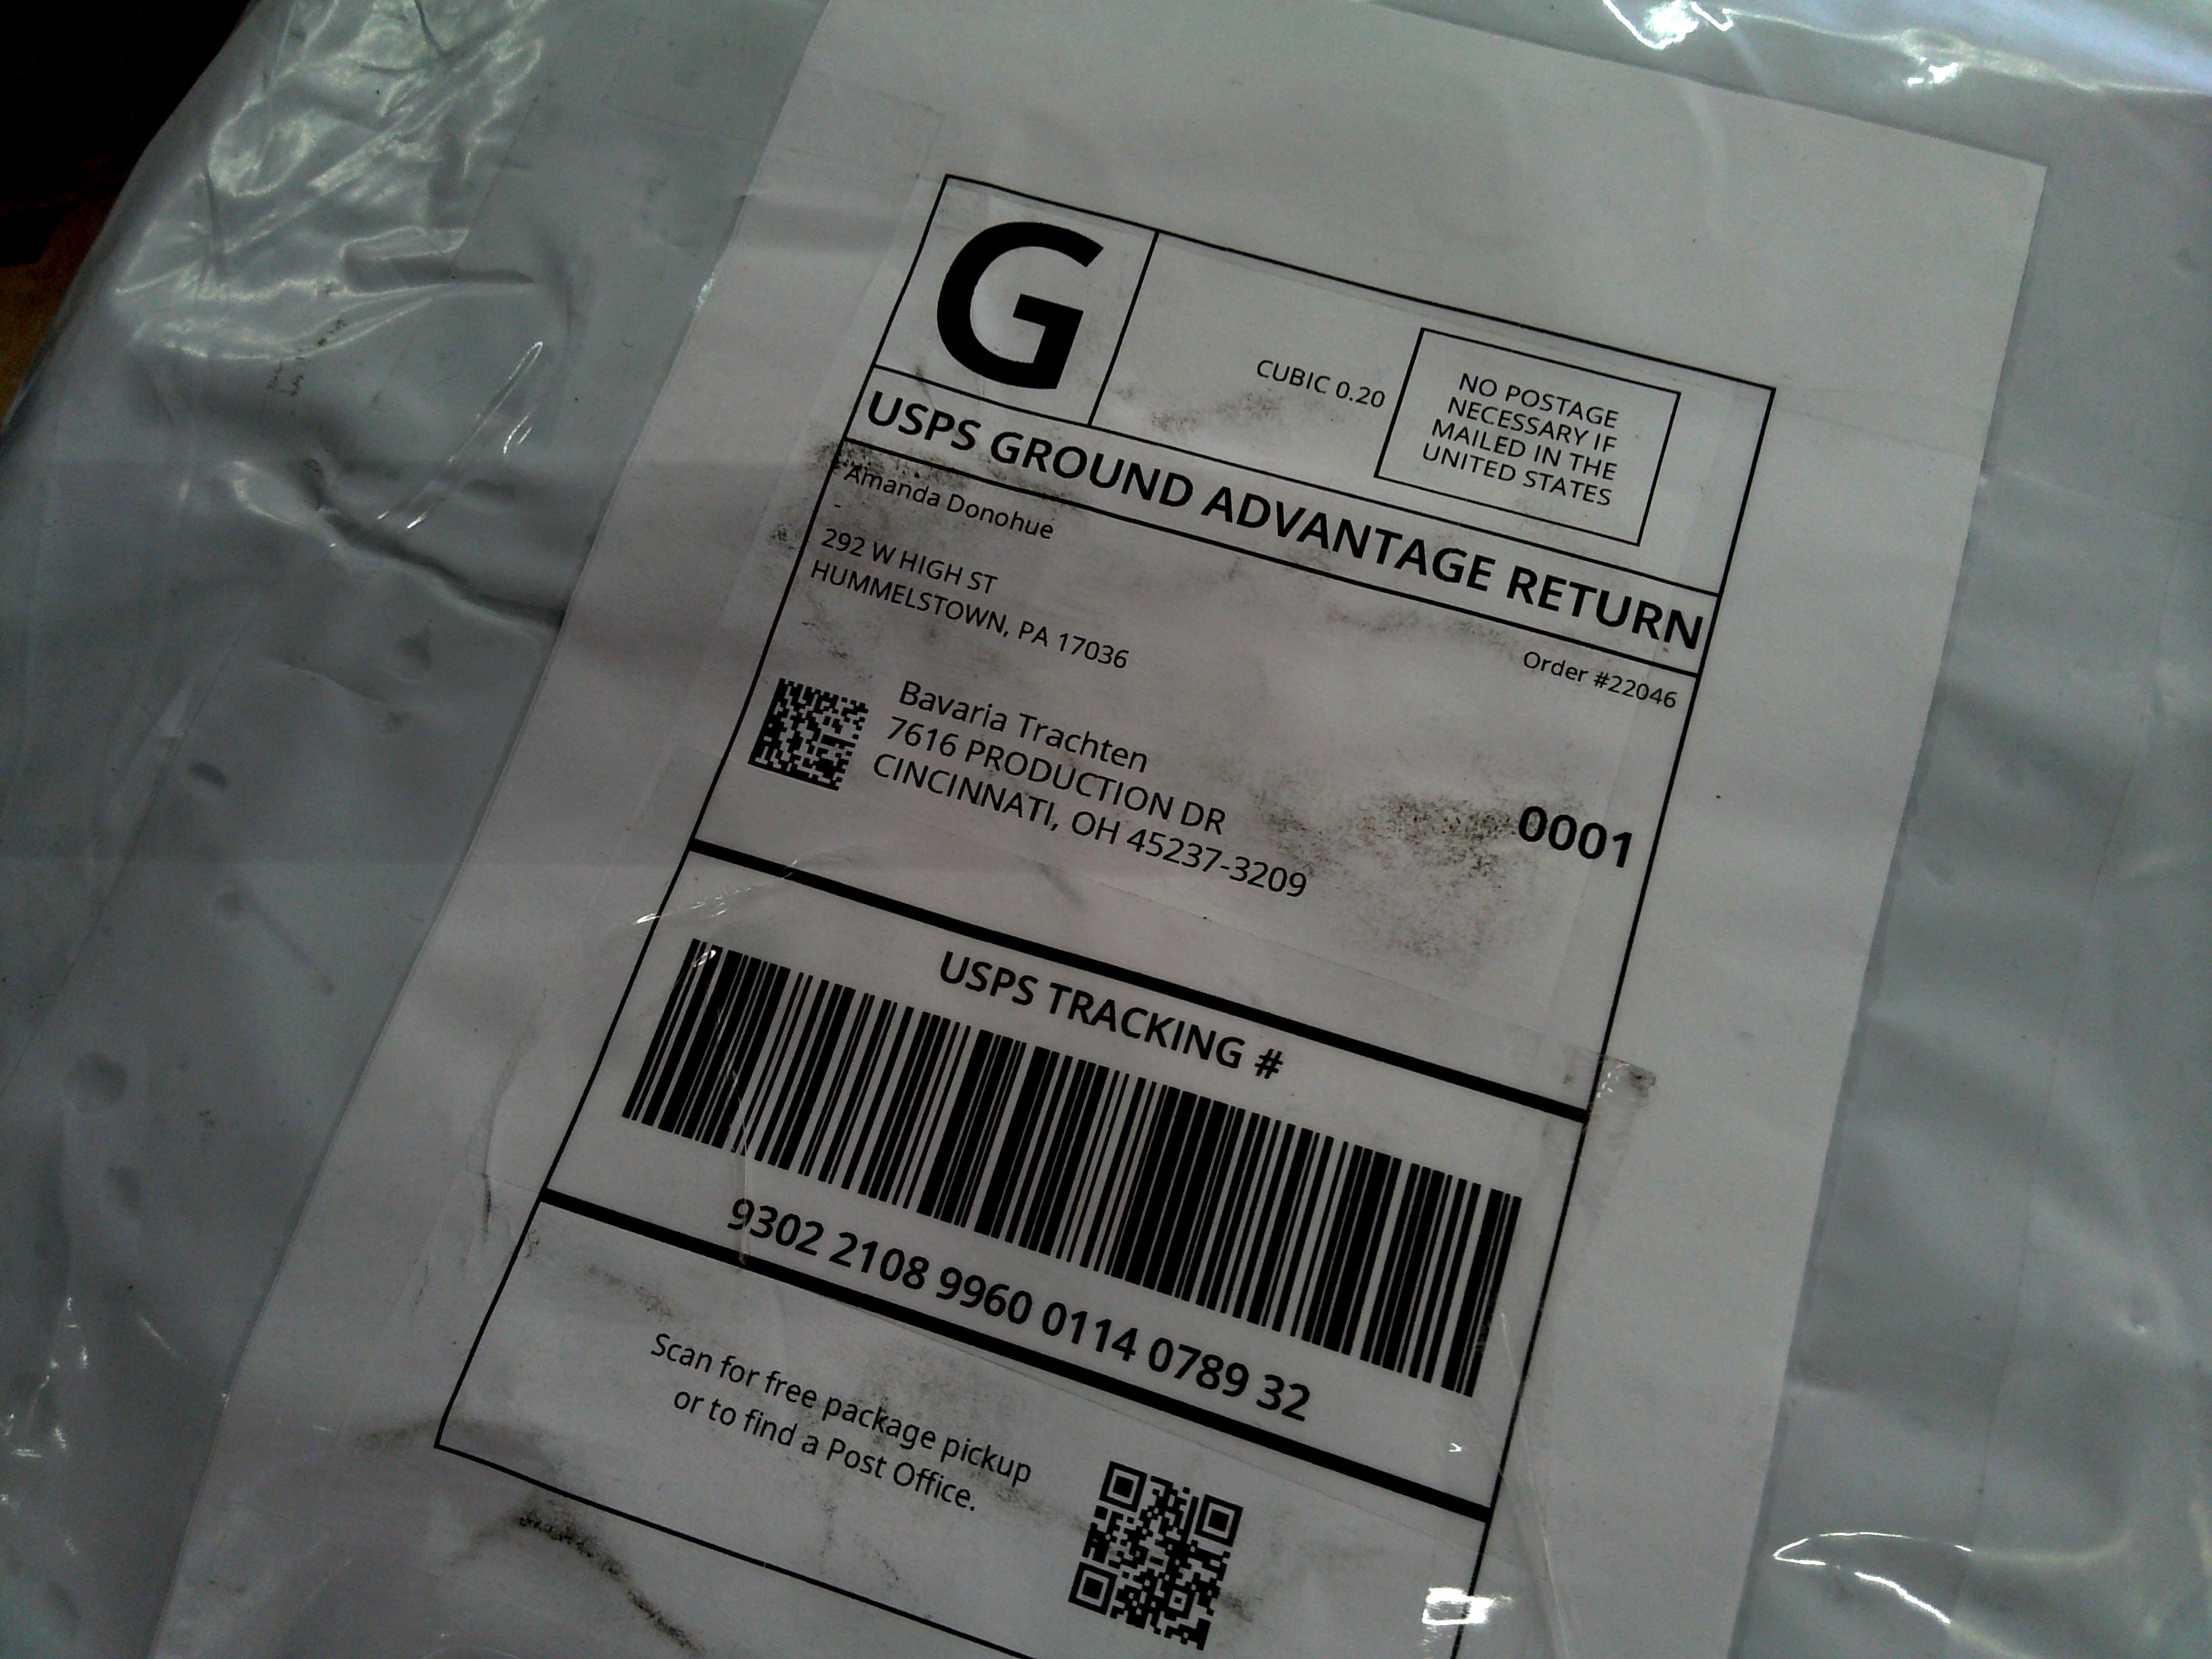 G
CUBIC 0.20
NO POSTAGE
NECESSARY IF
MAILED IN THE
UNITED STATES
USPS GROUND ADVANTAGE RETURN
Amanda Donohue
-
292 W HIGH ST
HUMMELSTOWN, PA 17036
Order #22046
Bavaria Trachten
7616 PRODUCTION DR
CINCINNATI, OH 45237-3209
0001
USPS TRACKING #
9302 2108 9960 0114 0789 32
Scan for free package pickup
or to find a Post Office.